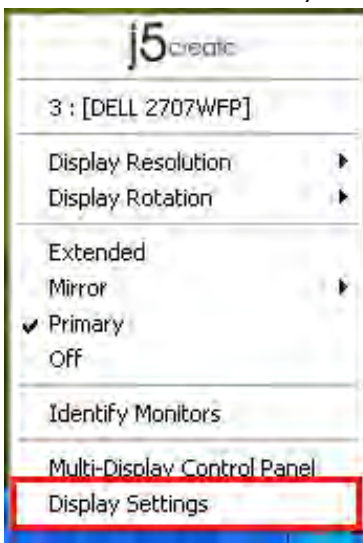 j5create
3 : [DELL 2707WFP]
Display Resolution
Display Rotation
Extended
Mirror
Primary
Off
Identify Monitors
Multi-Display Control Panel
Display Settings